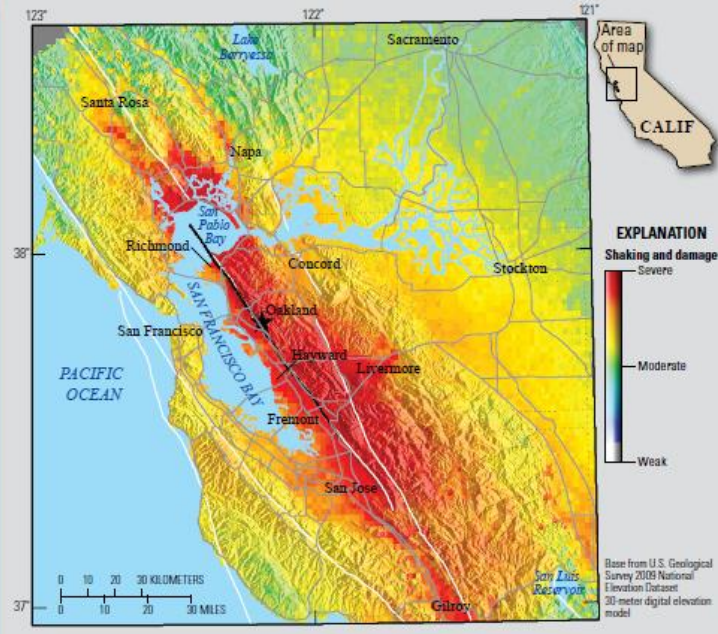 123°
122°
121°
Lake
Berryessa
Sacramento
Area
of map
CALIF
Santa Rosa
Napa
San
Pablo
Bay
Richmond
38°
Concord
Stockton
EXPLANATION
Shaking and damage
Severe
Moderate
Weak
Oakland
San Francisco
SAN FRANCISCO BAY
Hayward
Livermore
PACIFIC
OCEAN
Fremont
San Jose
0 10 20 30 KILOMETERS
0 10 20 30 MILES
San Luis
Reservoir
37°
Gilroy
Base from U.S. Geological
Survey 2009 National
Elevation Dataset
30-meter digital elevation
model